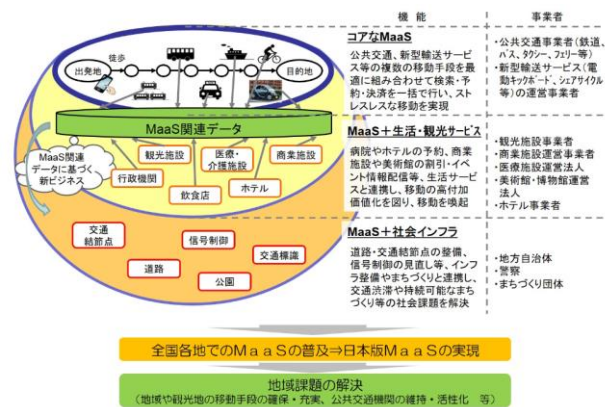 機 能
事業者
コアなMaaS
公共交通、新型輸送サービ
ス等の複数の移動手段を
最適に組み合わせて検索・予
約・決済を一括で行い、スト
レスレスな移動を実現
・公共交通事業者(鉄道、
バス、タクシー、フェリー等)
・新型輸送サービス(電
動キックボード、シェアサイクル
等)の運営事業者
徒歩
出発地
目的地
MaaS関連データ
MaaS関連
データに基づく
新ビジネス
観光施設
医療・
介護施設
商業施設
行政機関
飲食店
ホテル
MaaS+生活・観光サービス
病院やホテルの予約、商業
施設や美術館の割引・イベ
ント情報配信等、生活サービ
スと連携し、移動の高付加
価値化を図り、移動を喚起
・観光施設事業者
・商業施設運営事業者
・医療施設運営法人
・美術館・博物館運営
法人
・ホテル事業者
交通
結節点
信号制御
交通標識
道路
公園
MaaS+社会インフラ
道路・交通結節点の整備、
信号制御の見直し等、インフ
ラ整備やまちづくりと連携し、
交通渋滞や持続可能なまち
づくり等の社会課題を解決
・地方自治体
・警察
・まちづくり団体
全国各地でのMaaSの普及⇒日本版MaaSの実現
地域課題の解決
(地域や観光地の移動手段の確保・充実、公共交通機関の維持・活性化 等)